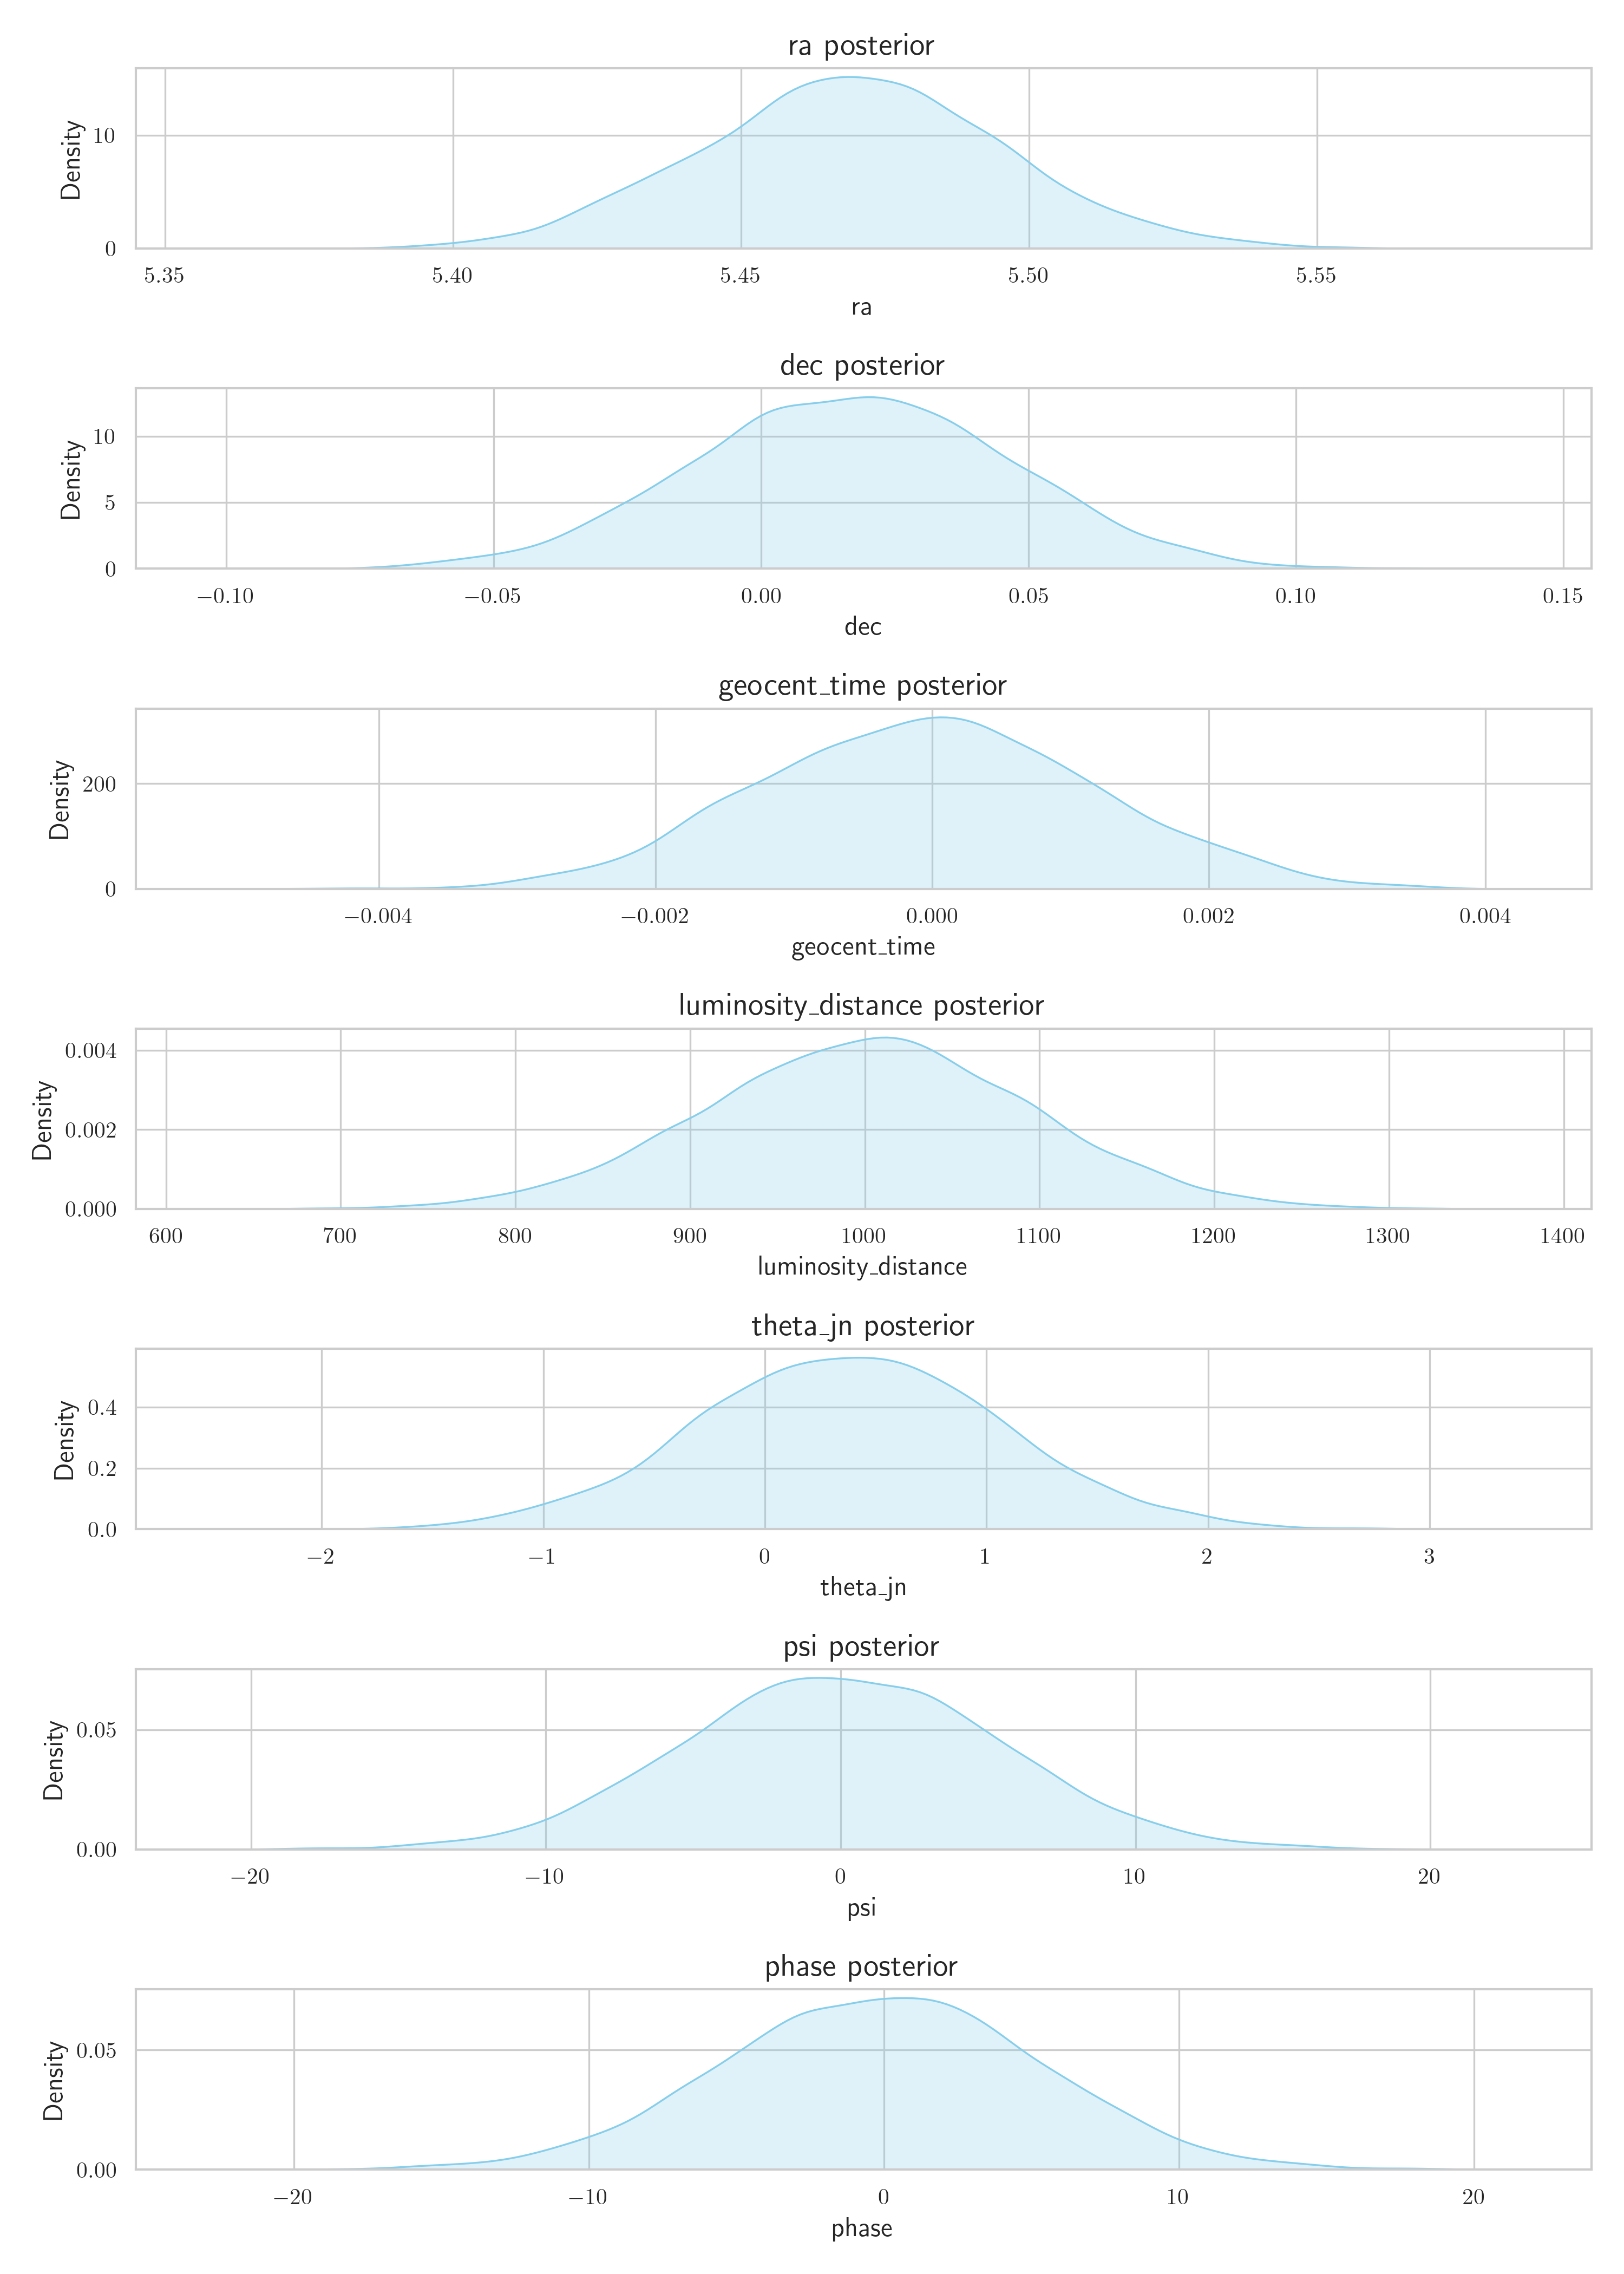 ra posterior
Density
10
0
5.35 5.40 5.45 5.50 5.55
ra
dec posterior
Density
10
5
0
−0.10 −0.05 0.00 0.05 0.10 0.15
dec
geocent_time posterior
Density
200
0
−0.004 −0.002 0.000 0.002 0.004
geocent_time
luminosity_distance posterior
Density
0.004
0.002
0.000
600 700 800 900 1000 1100 1200 1300 1400
luminosity_distance
theta_jn posterior
Density
0.4
0.2
0.0
−2 −1 0 1 2 3
theta_jn
psi posterior
Density
0.05
0.00
−20 −10 0 10 20
psi
phase posterior
Density
0.05
0.00
−20 −10 0 10 20
phase